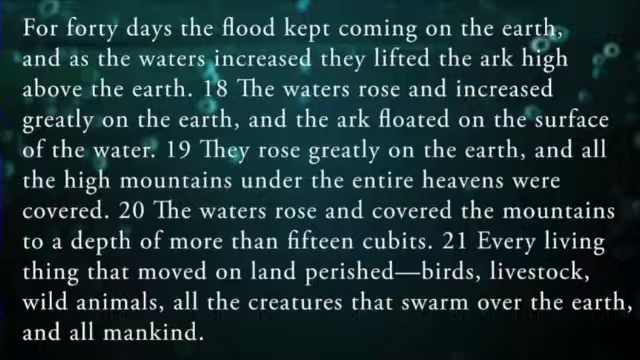 For forty days the flood kept coming on the earth,
and as the waters increased they lifted the ark high
above the earth. 18 The waters rose and increased
greatly on the earth, and the ark floated on the surface
of the water. 19 They rose greatly on the earth, and all
the high mountains under the entire heavens were
covered. 20 The waters rose and covered the mountains
to a depth of more than fifteen cubits. 21 Every living
thing that moved on land perished—birds, livestock,
wild animals, all the creatures that swarm over the earth,
and all mankind.